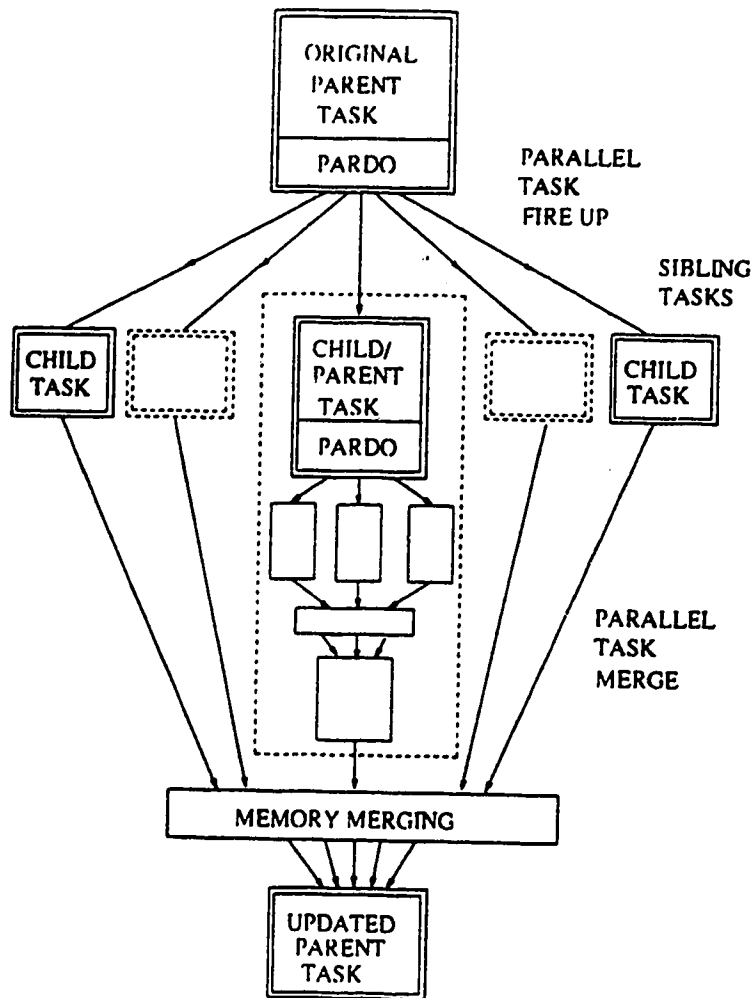 ORIGINAL
PARENT
TASK
PARDO
PARALLEL
TASK
FIRE UP
SIBLING
TASKS
CHILD
TASK
CHILD/
PARENT
TASK
PARDO
CHILD
TASK
PARALLEL
TASK
MERGE
MEMORY MERGING
UPDATED
PARENT
TASK